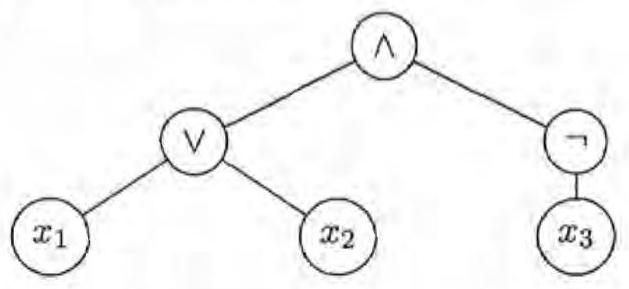 ∧
∨ ¬
x₁ x₂ x₃